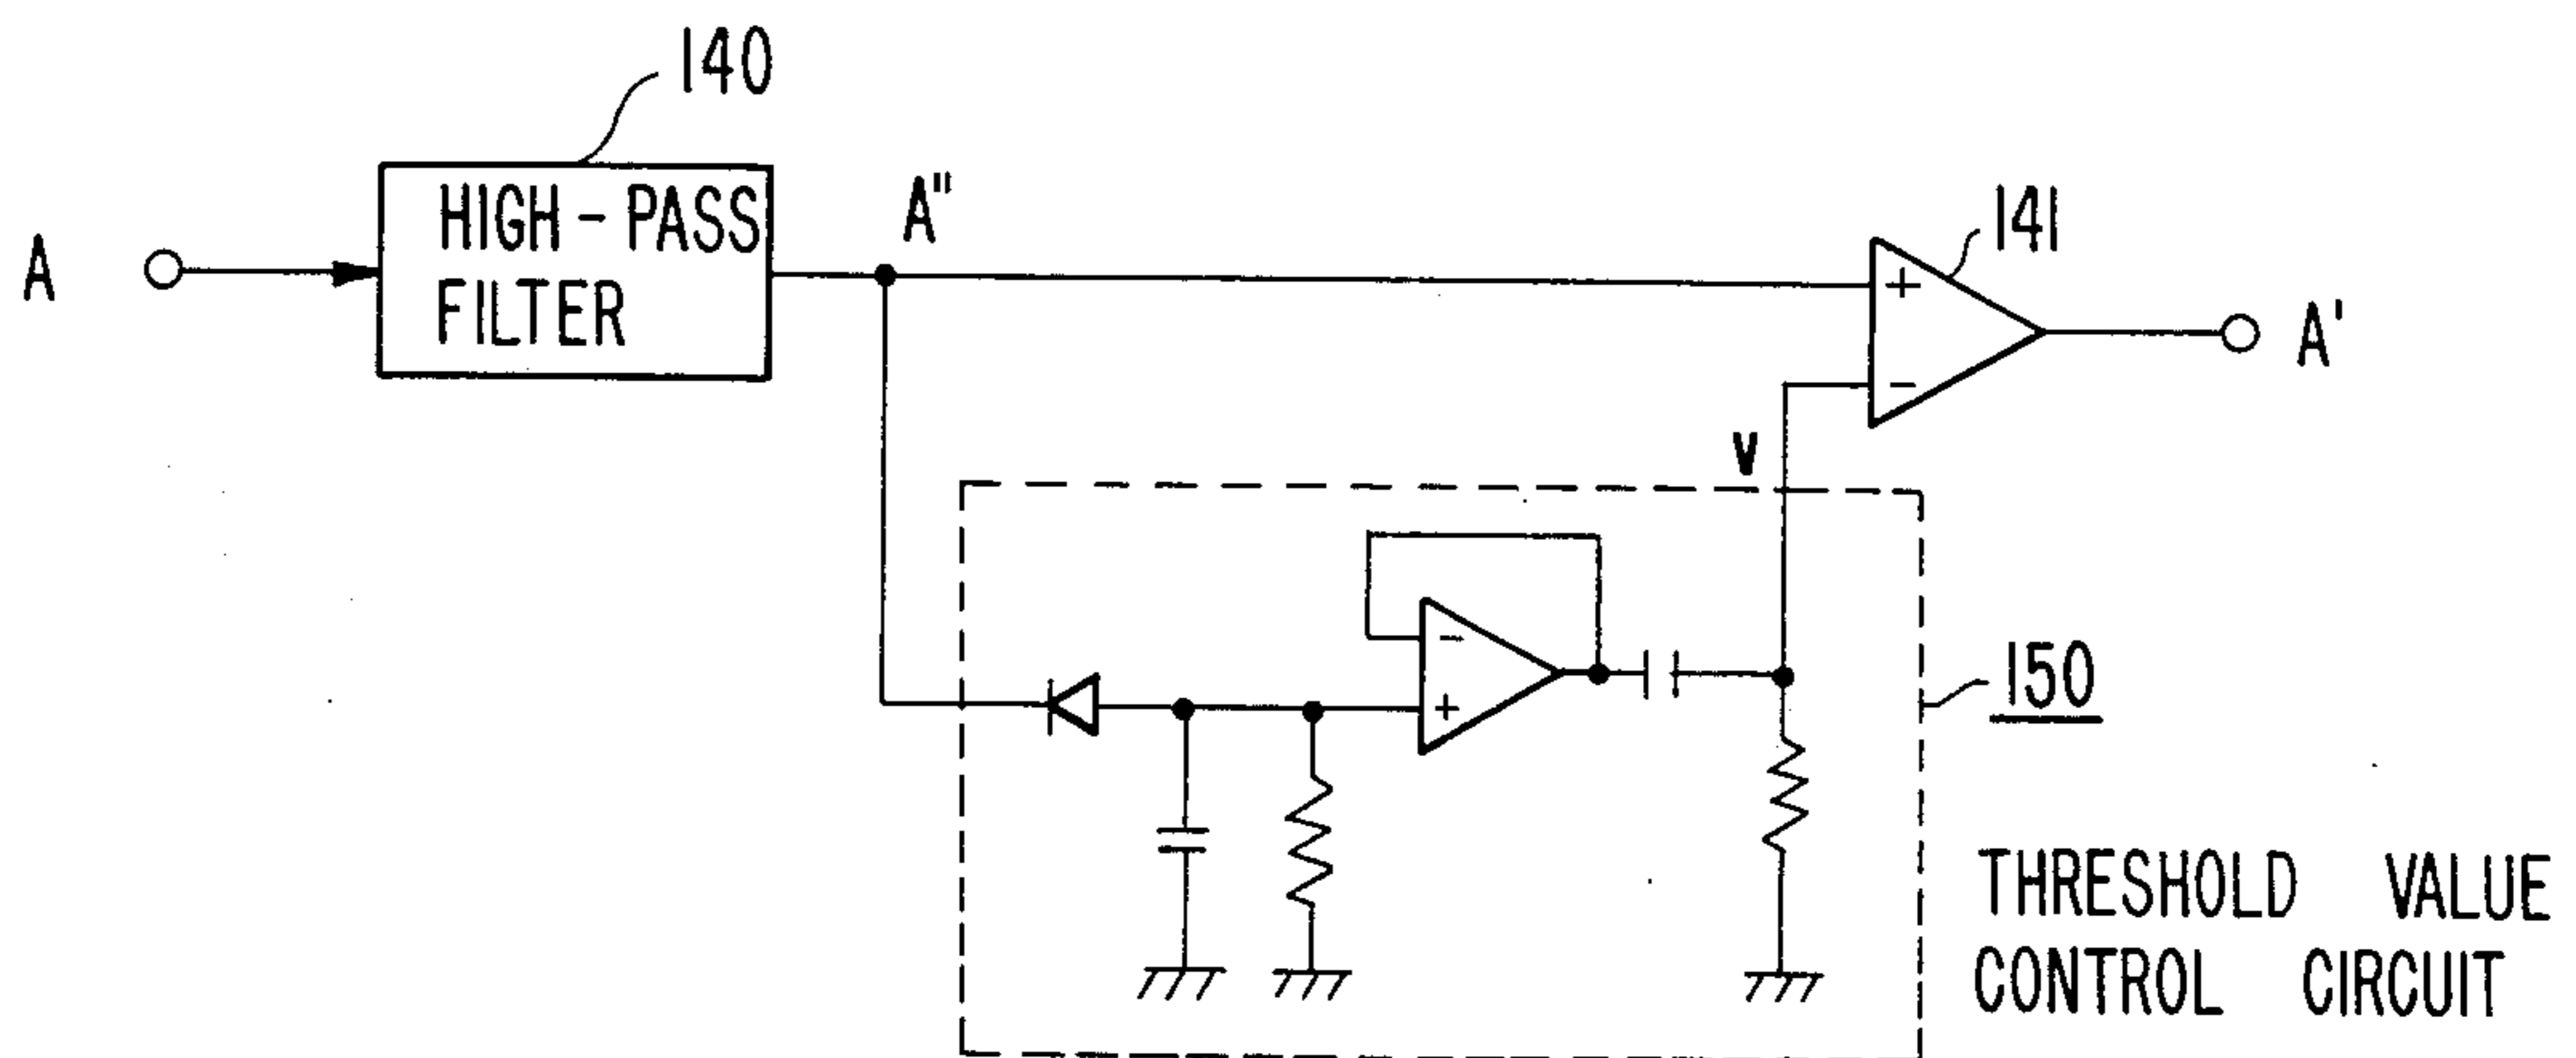 140
HIGH-PASS
FILTER
A
A"
141
+
-
A'
V
-
+
150
THRESHOLD VALUE
CONTROL CIRCUIT